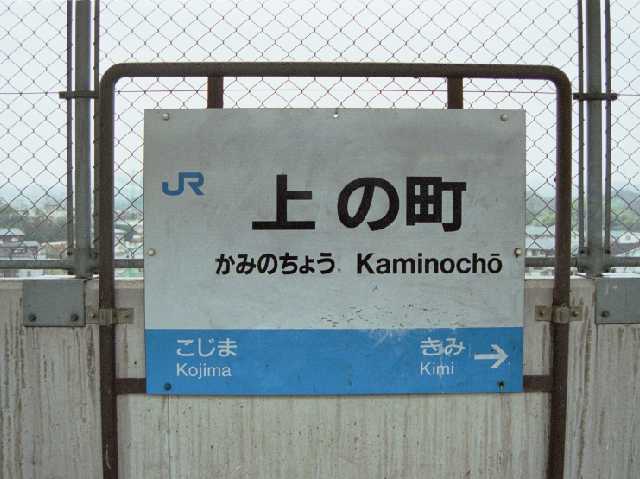 JR
上の町
かみのちょう Kaminochō
こじま きみ →
Kojima Kimi